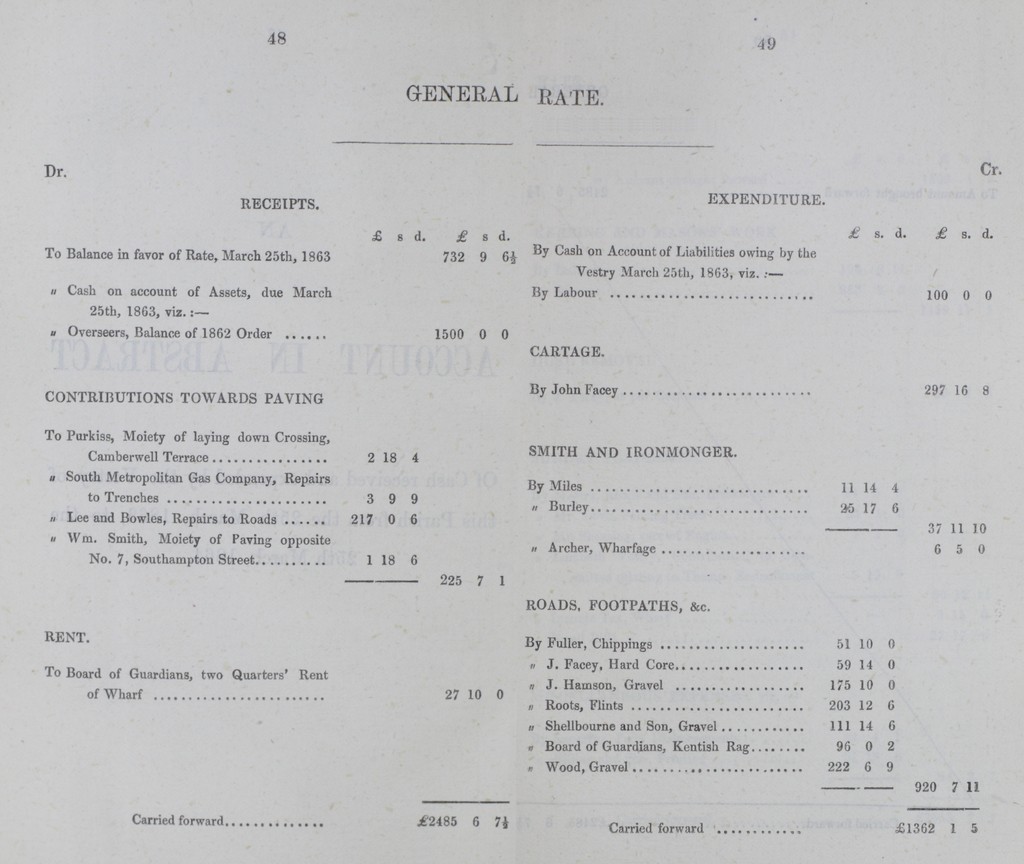 48
49
GENERAL RATE.
Dr.
RECEIPTS.
£ s d. £ s d.
To Balance in favor of Rate, March 25th, 1863 732 9 6½
" Cash on account of Assets, due March
25th, 1863, viz. :—
" Overseers, Balance of 1862 Order ...... 1500 0 0
CONTRIBUTIONS TOWARDS PAVING
To Purkiss, Moiety of laying down Crossing,
Camberwell Terrace ................ 2 18 4
" South Metropolitan Gas Company, Repairs
to Trenches ...................... 3 9 9
" Lee and Bowles, Repairs to Roads ...... 217 0 6
" Wm. Smith, Moiety of Paving opposite
No. 7, Southampton Street.......... 1 18 6
225 7 1
RENT.
To Board of Guardians, two Quarters' Rent
of Wharf ........................ 27 10 0
Carried forward.............. £2485 6 7½
Cr.
EXPENDITURE.
£ s. d. £ s. d.
By Cash on Account of Liabilities owing by the
Vestry March 25th, 1863, viz. :—
By Labour ............................ 100 0 0
CARTAGE.
By John Facey .......................... 297 16 8
SMITH AND IRONMONGER.
By Miles .............................. 11 14 4
" Burley.............................. 25 17 6
37 11 10
" Archer, Wharfage .................... 6 5 0
ROADS, FOOTPATHS, &c.
By Fuller, Chippings .................... 51 10 0
" J. Facey, Hard Core.................. 59 14 0
" J. Hamson, Gravel .................. 175 10 0
" Roots, Flints ........................ 203 12 6
" Shellbourne and Son, Gravel ............ 111 14 6
" Board of Guardians, Kentish Rag........ 96 0 2
" Wood, Gravel ........................ 222 6 9
920 7 11
Carried forward ............ £1362 1 5